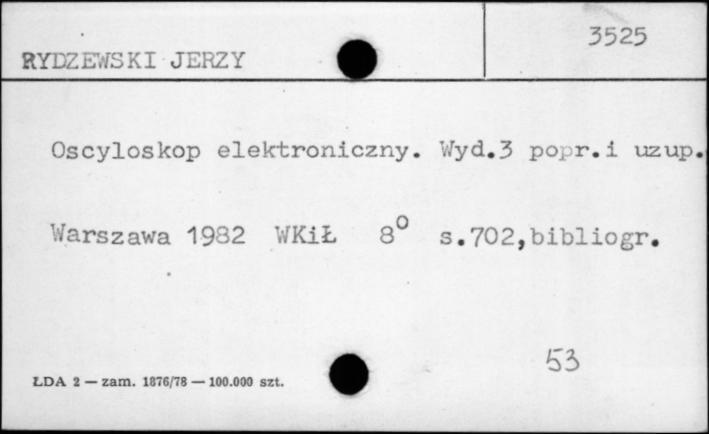 3525
RYDZEWSKI JERZY
Oscyloskop elektroniczny. Wyd.3 popr.i uzup.
Warszawa 1982 WKiŁ 8° s.702,bibliogr.
53
ŁDA 2 — zam. 1876/78 — 100.000 szt.